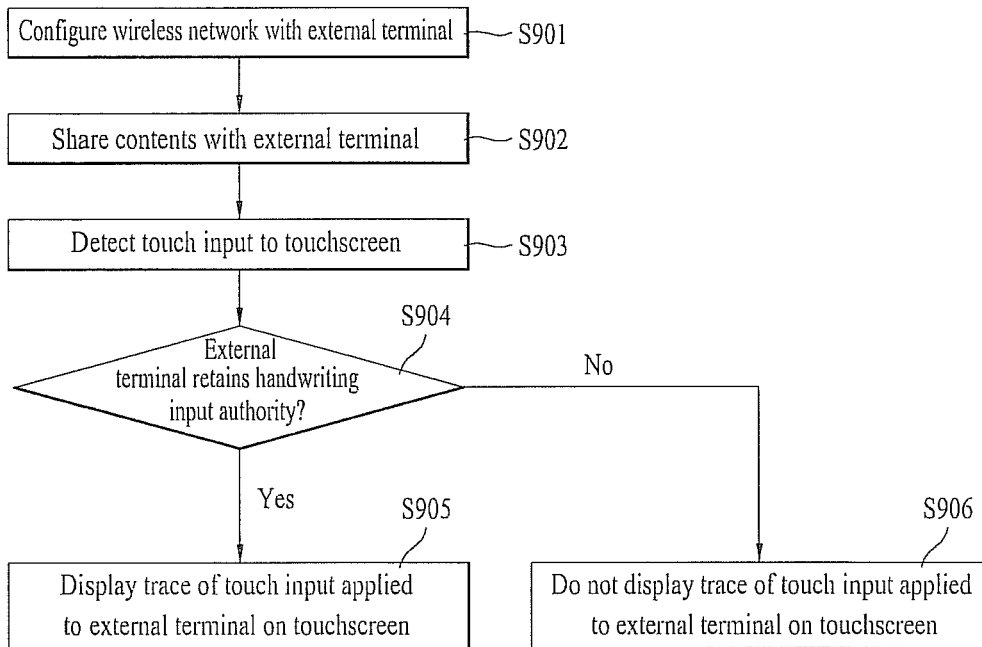 Configure wireless network with external terminal
S901
Share contents with external terminal
S902
Detect touch input to touchscreen
S903
S904
External
terminal retains handwriting
input authority?
No
Yes
S905
Display trace of touch input applied
to external terminal on touchscreen
S906
Do not display trace of touch input applied
to external terminal on touchscreen